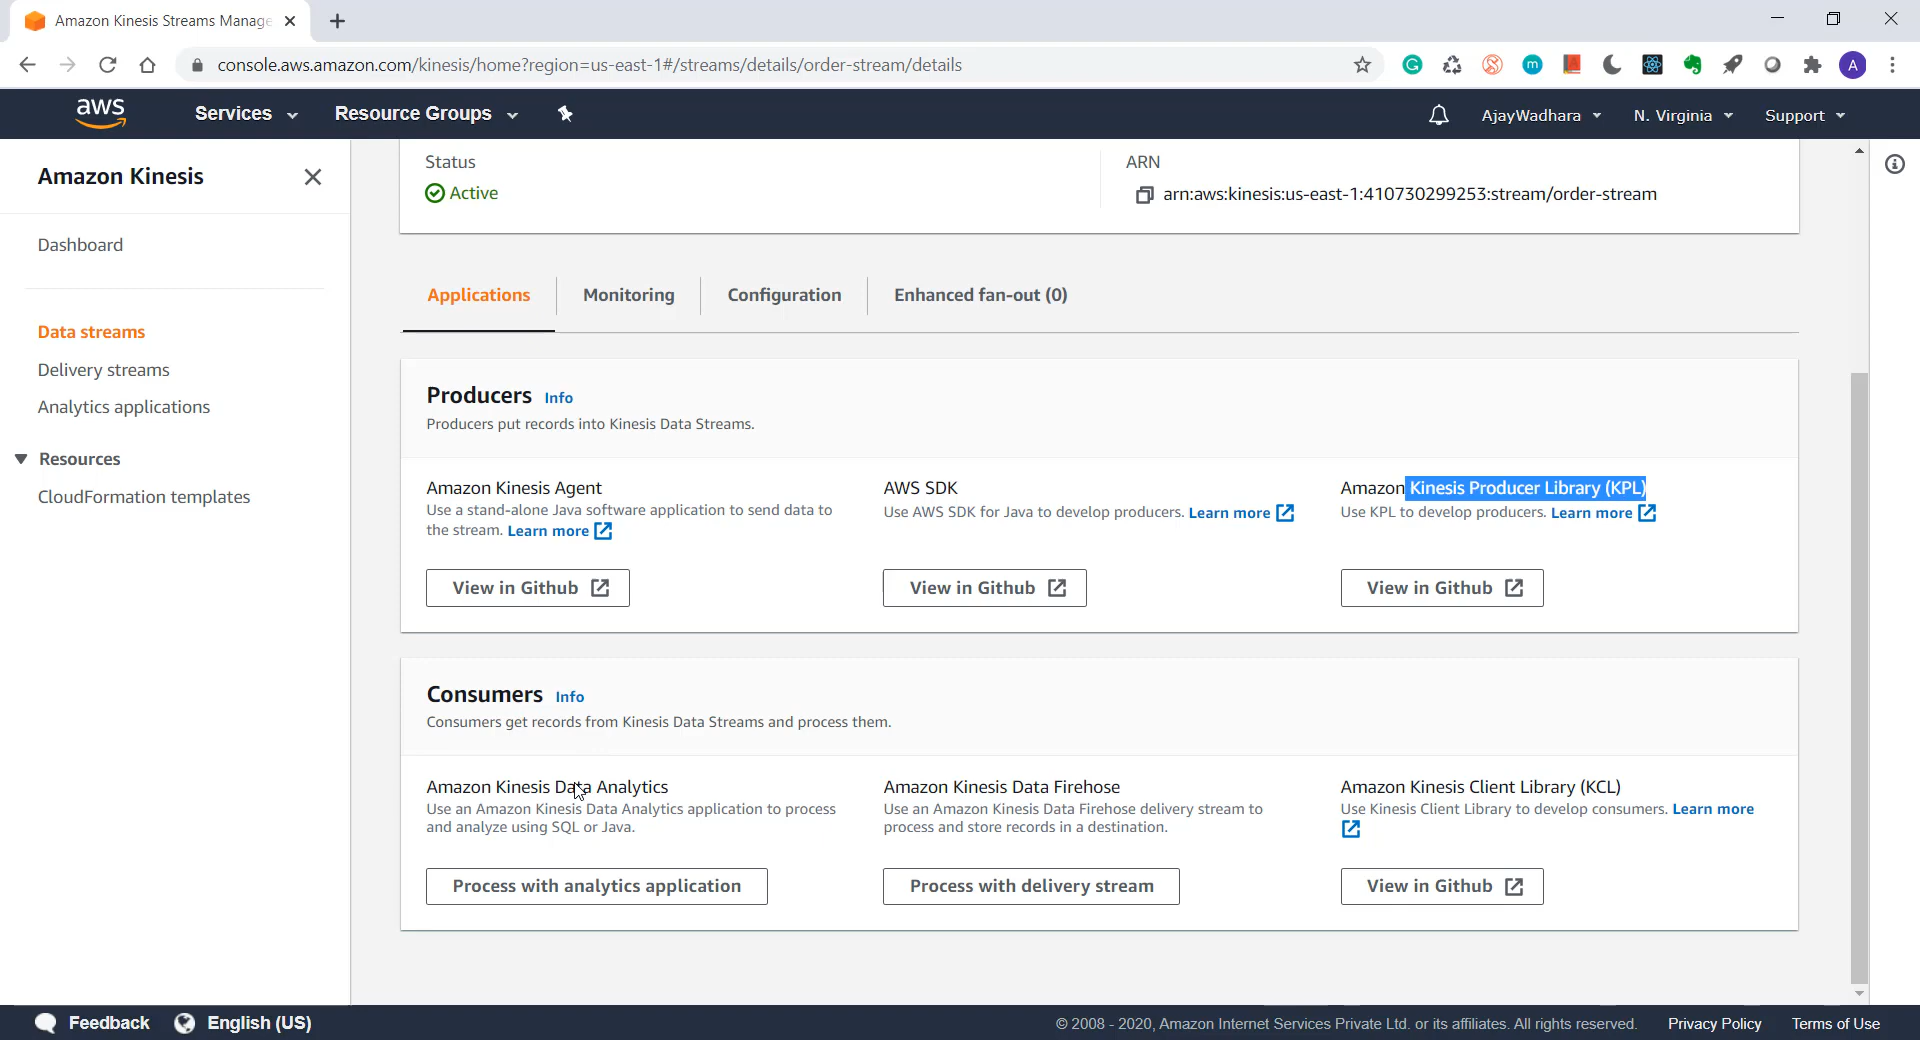 Amazon Kinesis Streams Manage
console.aws.amazon.com/kinesis/home?region=us-east-1#/streams/details/order-stream/details
A
aws
Services
Resource Groups
AjayWadhara
N. Virginia
Support
Amazon Kinesis
Dashboard
Data streams
Delivery streams
Analytics applications
Resources
CloudFormation templates
Status
Active
ARN
arn:aws:kinesis:us-east-1:410730299253:stream/order-stream
Applications
Monitoring
Configuration
Enhanced fan-out (0)
Producers Info
Producers put records into Kinesis Data Streams.
Amazon Kinesis Agent
Use a stand-alone Java software application to send data to
the stream. Learn more
View in Github
AWS SDK
Use AWS SDK for Java to develop producers. Learn more
View in Github
Amazon Kinesis Producer Library (KPL)
Use KPL to develop producers. Learn more
View in Github
Consumers Info
Consumers get records from Kinesis Data Streams and process them.
Amazon Kinesis Data Analytics
Use an Amazon Kinesis Data Analytics application to process
and analyze using SQL or Java.
Process with analytics application
Amazon Kinesis Data Firehose
Use an Amazon Kinesis Data Firehose delivery stream to
process and store records in a destination.
Process with delivery stream
Amazon Kinesis Client Library (KCL)
Use Kinesis Client Library to develop consumers. Learn more
View in Github
Feedback
English (US)
© 2008 - 2020, Amazon Internet Services Private Ltd. or its affiliates. All rights reserved.
Privacy Policy
Terms of Use